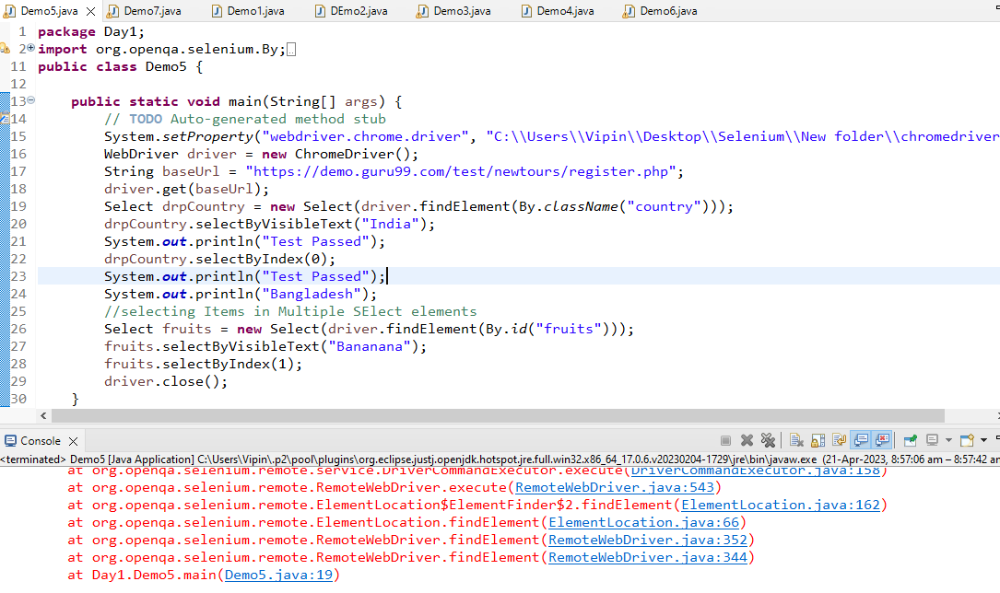 Demo5.java Demo7.java Demo1.java DEmo2.java Demo3.java Demo4.java Demo6.java
1 package Day1;
2 import org.openqa.selenium.By;
11 public class Demo5 {
12
13 public static void main(String[] args) {
14 // TODO Auto-generated method stub
15 System.setProperty("webdriver.chrome.driver", "C:\\Users\\Vipin\\Desktop\\Selenium\\New folder\\chromedriver
16 WebDriver driver = new ChromeDriver();
17 String baseUrl = "https://demo.guru99.com/test/newtours/register.php";
18 driver.get(baseUrl);
19 Select drpCountry = new Select(driver.findElement(By.className("country")));
20 drpCountry.selectByVisibleText("India");
21 System.out.println("Test Passed");
22 drpCountry.selectByIndex(0);
23 System.out.println("Test Passed");
24 System.out.println("Bangladesh");
25 //selecting Items in Multiple SElect elements
26 Select fruits = new Select(driver.findElement(By.id("fruits")));
27 fruits.selectByVisibleText("Bananana");
28 fruits.selectByIndex(1);
29 driver.close();
30 }
Console
<terminated> Demo5 [Java Application] C:\Users\Vipin\.p2\pool\plugins\org.eclipse.justj.openjdk.hotspot.jre.full.win32.x86_64_17.0.6.v20230204-1729\jre\bin\javaw.exe (21-Apr-2023, 8:57:06 am – 8:57:42 am
at org.openqa.selenium.remote.service.DriverCommandExecutor.execute(DriverCommandExecutor.java:158)
at org.openqa.selenium.remote.RemoteWebDriver.execute(RemoteWebDriver.java:543)
at org.openqa.selenium.remote.ElementLocation$ElementFinder$2.findElement(ElementLocation.java:162)
at org.openqa.selenium.remote.ElementLocation.findElement(ElementLocation.java:66)
at org.openqa.selenium.remote.RemoteWebDriver.findElement(RemoteWebDriver.java:352)
at org.openqa.selenium.remote.RemoteWebDriver.findElement(RemoteWebDriver.java:344)
at Day1.Demo5.main(Demo5.java:19)